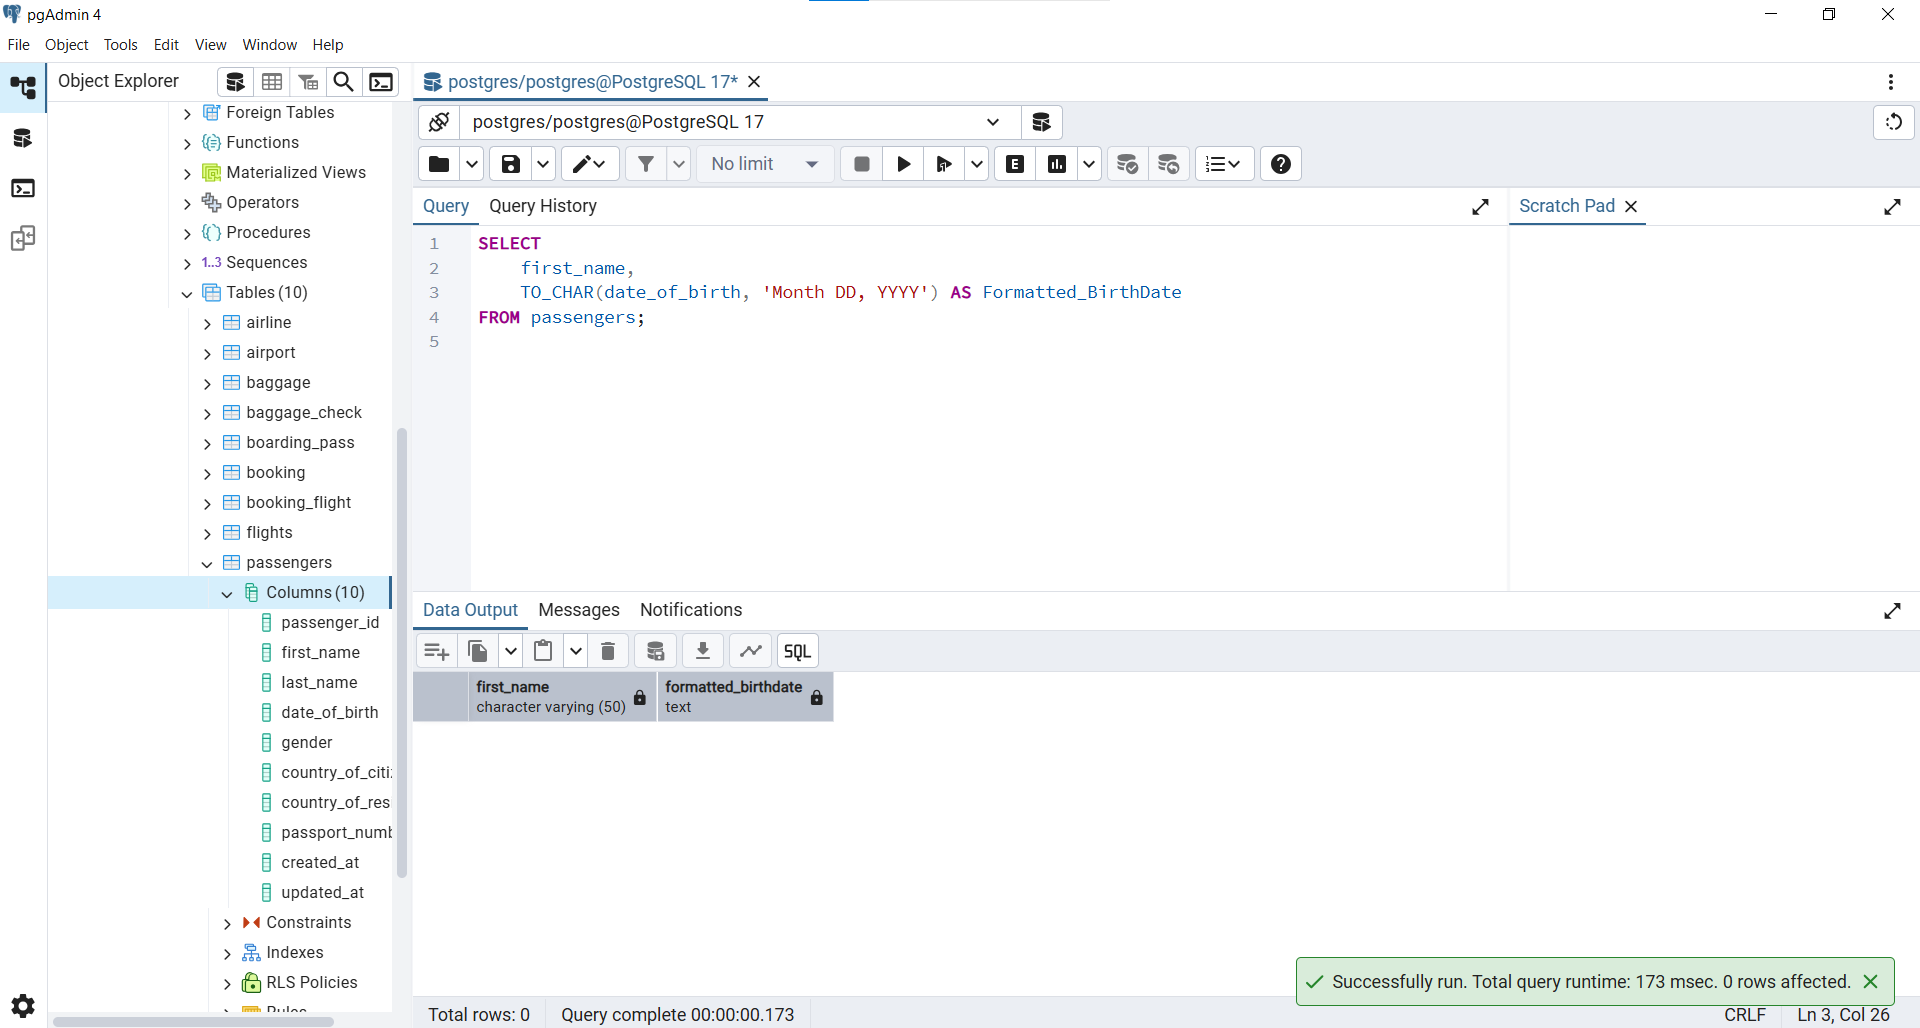 pgAdmin 4
File Object Tools Edit View Window Help
Object Explorer
Foreign Tables
Functions
Materialized Views
Operators
Procedures
1..3 Sequences
Tables (10)
airline
airport
baggage
baggage_check
boarding_pass
booking
booking_flight
flights
passengers
Columns (10)
passenger_id
first_name
last_name
date_of_birth
gender
country_of_citi
country_of_res
passport_numb
created_at
updated_at
Constraints
Indexes
RLS Policies
Rules
postgres/postgres@PostgreSQL 17*
postgres/postgres@PostgreSQL 17
No limit
E
Query Query History
Scratch Pad
1 SELECT
2 first_name,
3 TO_CHAR(date_of_birth, 'Month DD, YYYY') AS Formatted_BirthDate
4 FROM passengers;
5
Data Output Messages Notifications
SQL
first_name formatted_birthdate
character varying (50) text
Successfully run. Total query runtime: 173 msec. 0 rows affected.
Total rows: 0 Query complete 00:00:00.173 CRLF Ln 3, Col 26